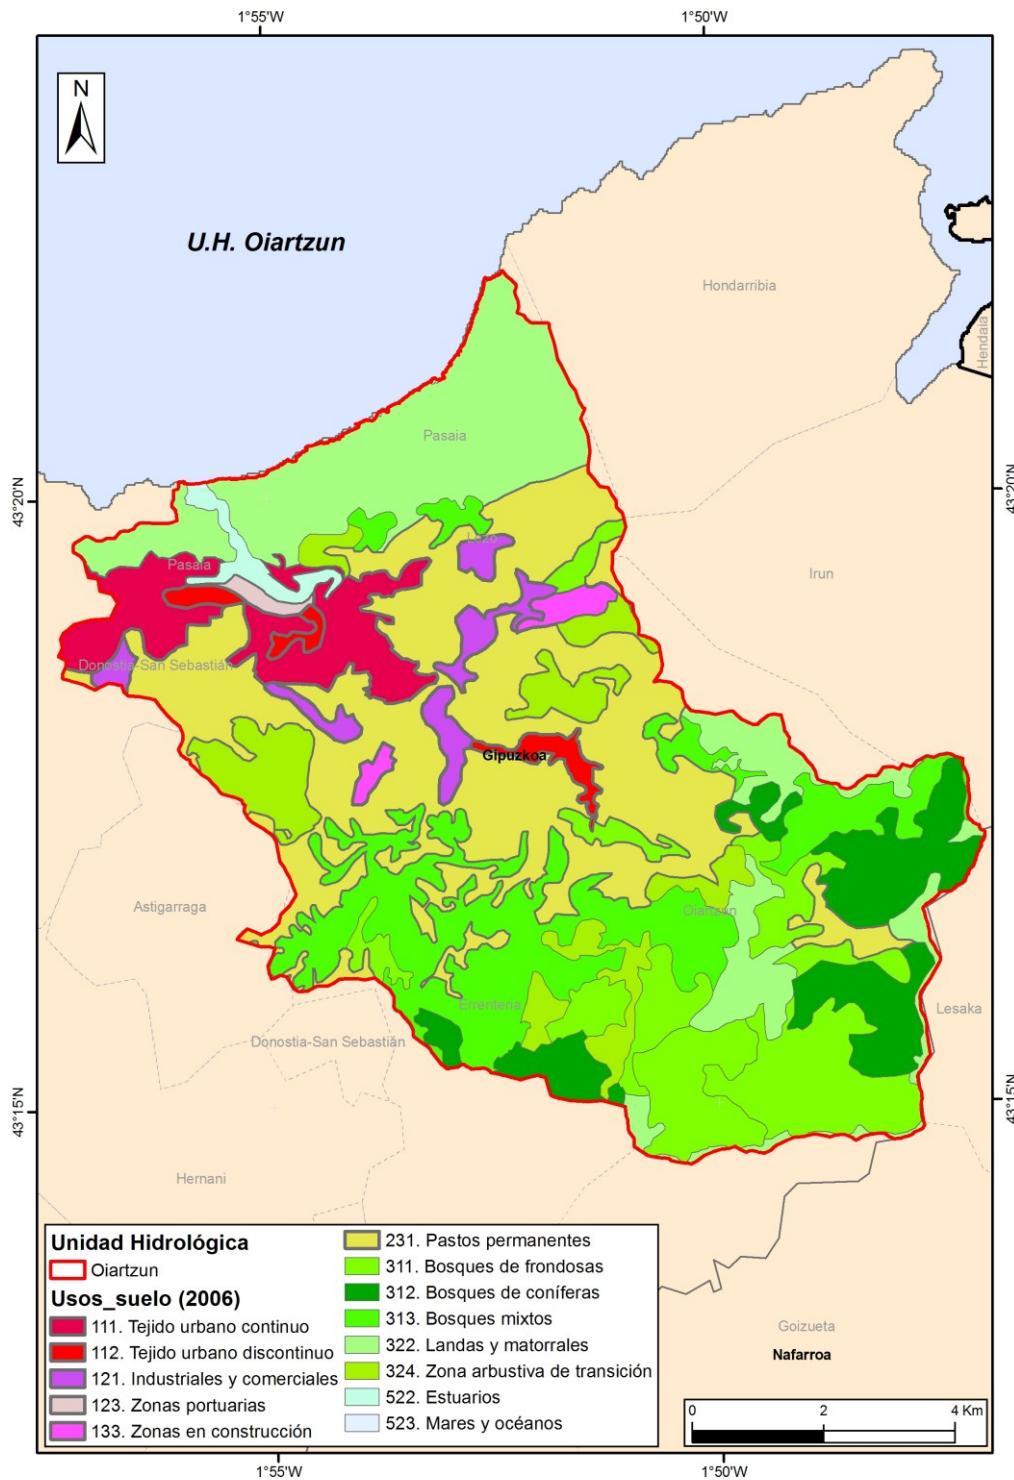 1°55'W
1°50'W
N
U.H. Oiartzun
Hondarribia
Hendaia
Pasaia
43°20'N
43°20'N
Lezo
Pasaia
Irun
Donostia-San Sebastián
Gipuzkoa
Astigarraga
Oiartzun
Errenteria
Lesaka
Donostia-San Sebastián
43°15'N
43°15'N
Hernani
Goizueta
Nafarroa
Unidad Hidrológica
Oiartzun
Usos_suelo (2006)
111. Tejido urbano continuo
112. Tejido urbano discontinuo
121. Industriales y comerciales
123. Zonas portuarias
133. Zonas en construcción
231. Pastos permanentes
311. Bosques de frondosas
312. Bosques de coníferas
313. Bosques mixtos
322. Landas y matorrales
324. Zona arbustiva de transición
522. Estuarios
523. Mares y océanos
0 2 4 Km
1°55'W
1°50'W